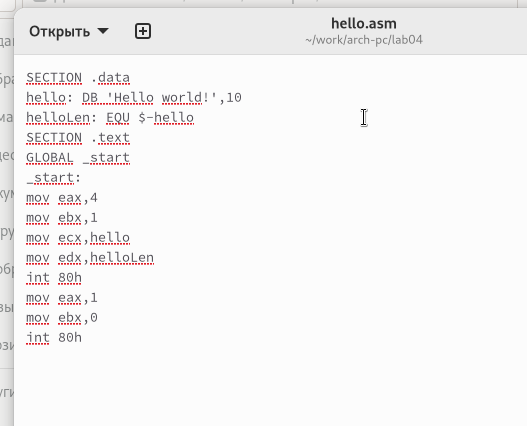 Открыть
hello.asm
~/work/arch-pc/lab04
SECTION .data
hello: DB 'Hello world!',10
helloLen: EQU $-hello
SECTION .text
GLOBAL _start
_start:
mov eax,4
mov ebx,1
mov ecx,hello
mov edx,helloLen
int 80h
mov eax,1
mov ebx,0
int 80h